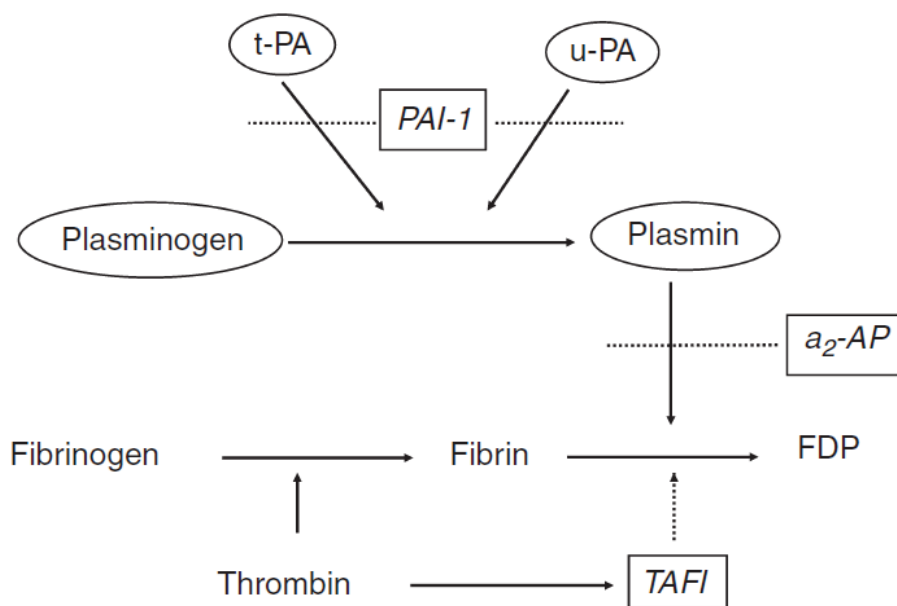 t-PA
u-PA
PAI-1
Plasminogen
Plasmin
a2-AP
Fibrinogen
Fibrin
FDP
Thrombin
TAFI